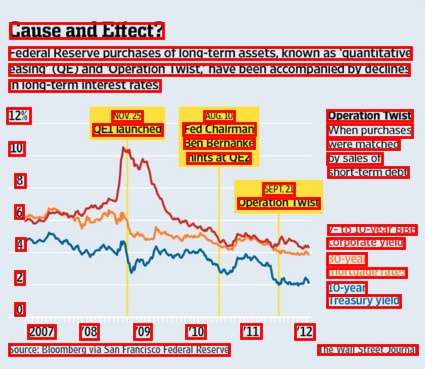 Cause and Effect?
Federal Reserve purchases of long-term assets, known as 'quantitative
easing' (QE) and 'Operation Twist,' have been accompanied by declines
in long-term interest rates
12%
10
8
6
4
2
0
NOV. 25
QE1 launched
AUG. 10
Fed Chairman
Ben Bernanke
hints at QE2
SEPT. 21
Operation Twist
Operation Twist
When purchases
were matched
by sales of
short-term debt
7- to 10-year BBB
corporate yield
30-year
mortgage rates
10-year
Treasury yield
2007 '08 '09 '10 '11 '12
Source: Bloomberg via San Francisco Federal Reserve
The Wall Street Journal